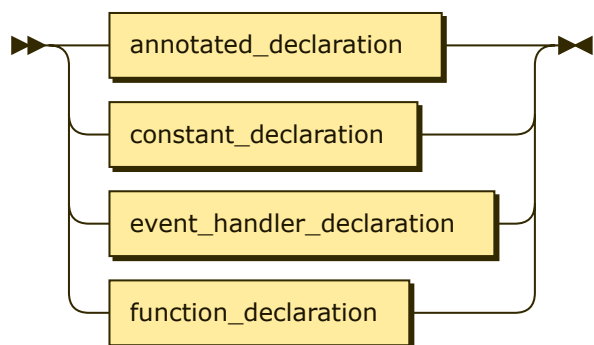 annotated_declaration
constant_declaration
event_handler_declaration
function_declaration